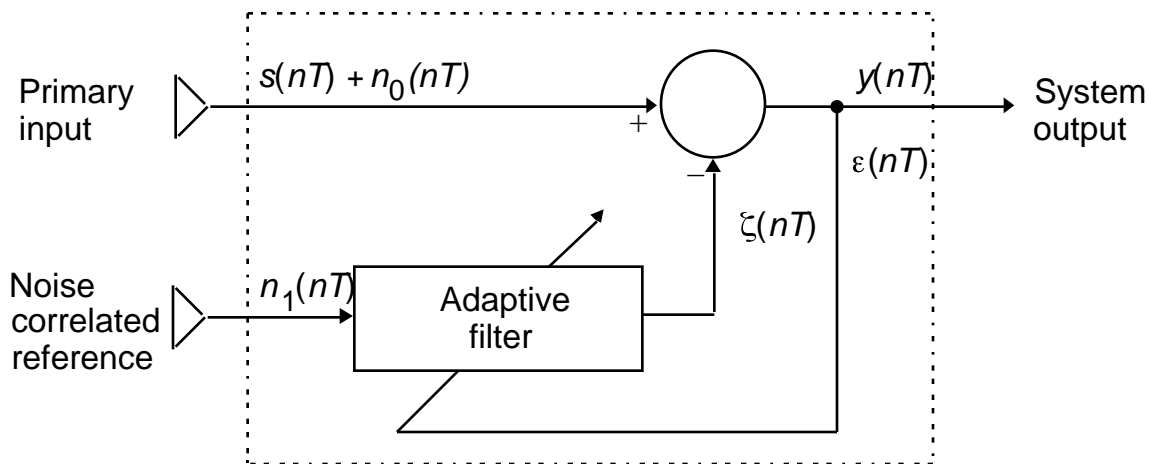 Primary
input
s(nT) + n₀(nT)
+
−
y(nT)
System
output
ε(nT)
ζ(nT)
Noise
correlated
reference
n₁(nT)
Adaptive
filter